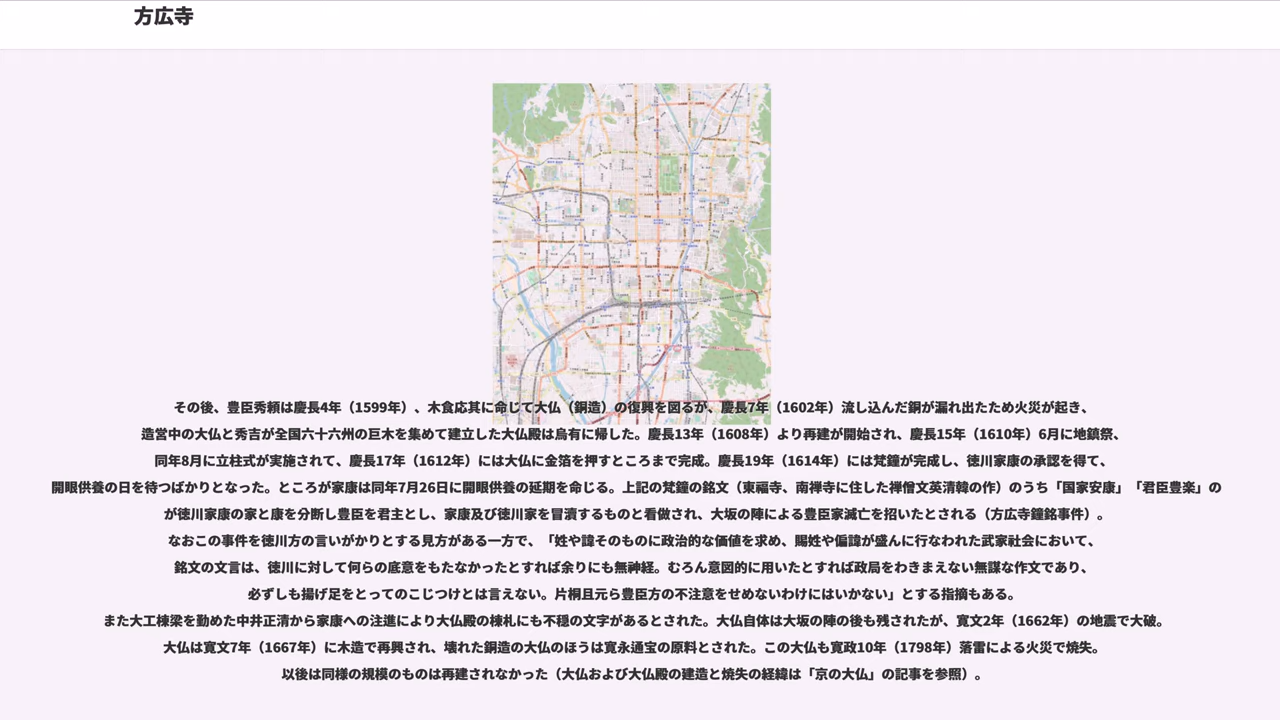 方広寺
その後、豊臣秀頼は慶長4年（1599年）、木食応其に命じて大仏（銅造）の復興を図るが、慶長7年（1602年）流し込んだ銅が漏れ出たため火災が起き、
造営中の大仏と秀吉が全国六十六州の巨木を集めて建立した大仏殿は烏有に帰した。慶長13年（1608年）より再建が開始され、慶長15年（1610年）6月に地鎮祭、
同年8月に立柱式が実施されて、慶長17年（1612年）には大仏に金箔を押すところまで完成。慶長19年（1614年）には梵鐘が完成し、徳川家康の承認を得て、
開眼供養の日を待つばかりとなった。ところが家康は同年7月26日に開眼供養の延期を命じる。上記の梵鐘の銘文（東福寺、南禅寺に住した禅僧文英清韓の作）のうち「国家安康」「君臣豊楽」の
が徳川家康の家と康を分断し豊臣を君主とし、家康及び徳川家を冒瀆するものと看做され、大坂の陣による豊臣家滅亡を招いたとされる（方広寺鐘銘事件）。
なおこの事件を徳川方の言いがかりとする見方がある一方で、「姓や諱そのものに政治的な価値を求め、賜姓や偏諱が盛んに行なわれた武家社会において、
銘文の文言は、徳川に対して何らの底意をもたなかったとすれば余りにも無神経。むろん意図的に用いたとすれば政局をわきまえない無謀な作文であり、
必ずしも揚げ足をとってのこじつけとは言えない。片桐且元ら豊臣方の不注意をせめないわけにはいかない」とする指摘もある。
また大工棟梁を勤めた中井正清から家康への注進により大仏殿の棟札にも不穏の文字があるとされた。大仏自体は大坂の陣の後も残されたが、寛文2年（1662年）の地震で大破。
大仏は寛文7年（1667年）に木造で再興され、壊れた銅造の大仏のほうは寛永通宝の原料とされた。この大仏も寛政10年（1798年）落雷による火災で焼失。
以後は同様の規模のものは再建されなかった（大仏および大仏殿の建造と焼失の経緯は「京の大仏」の記事を参照）。